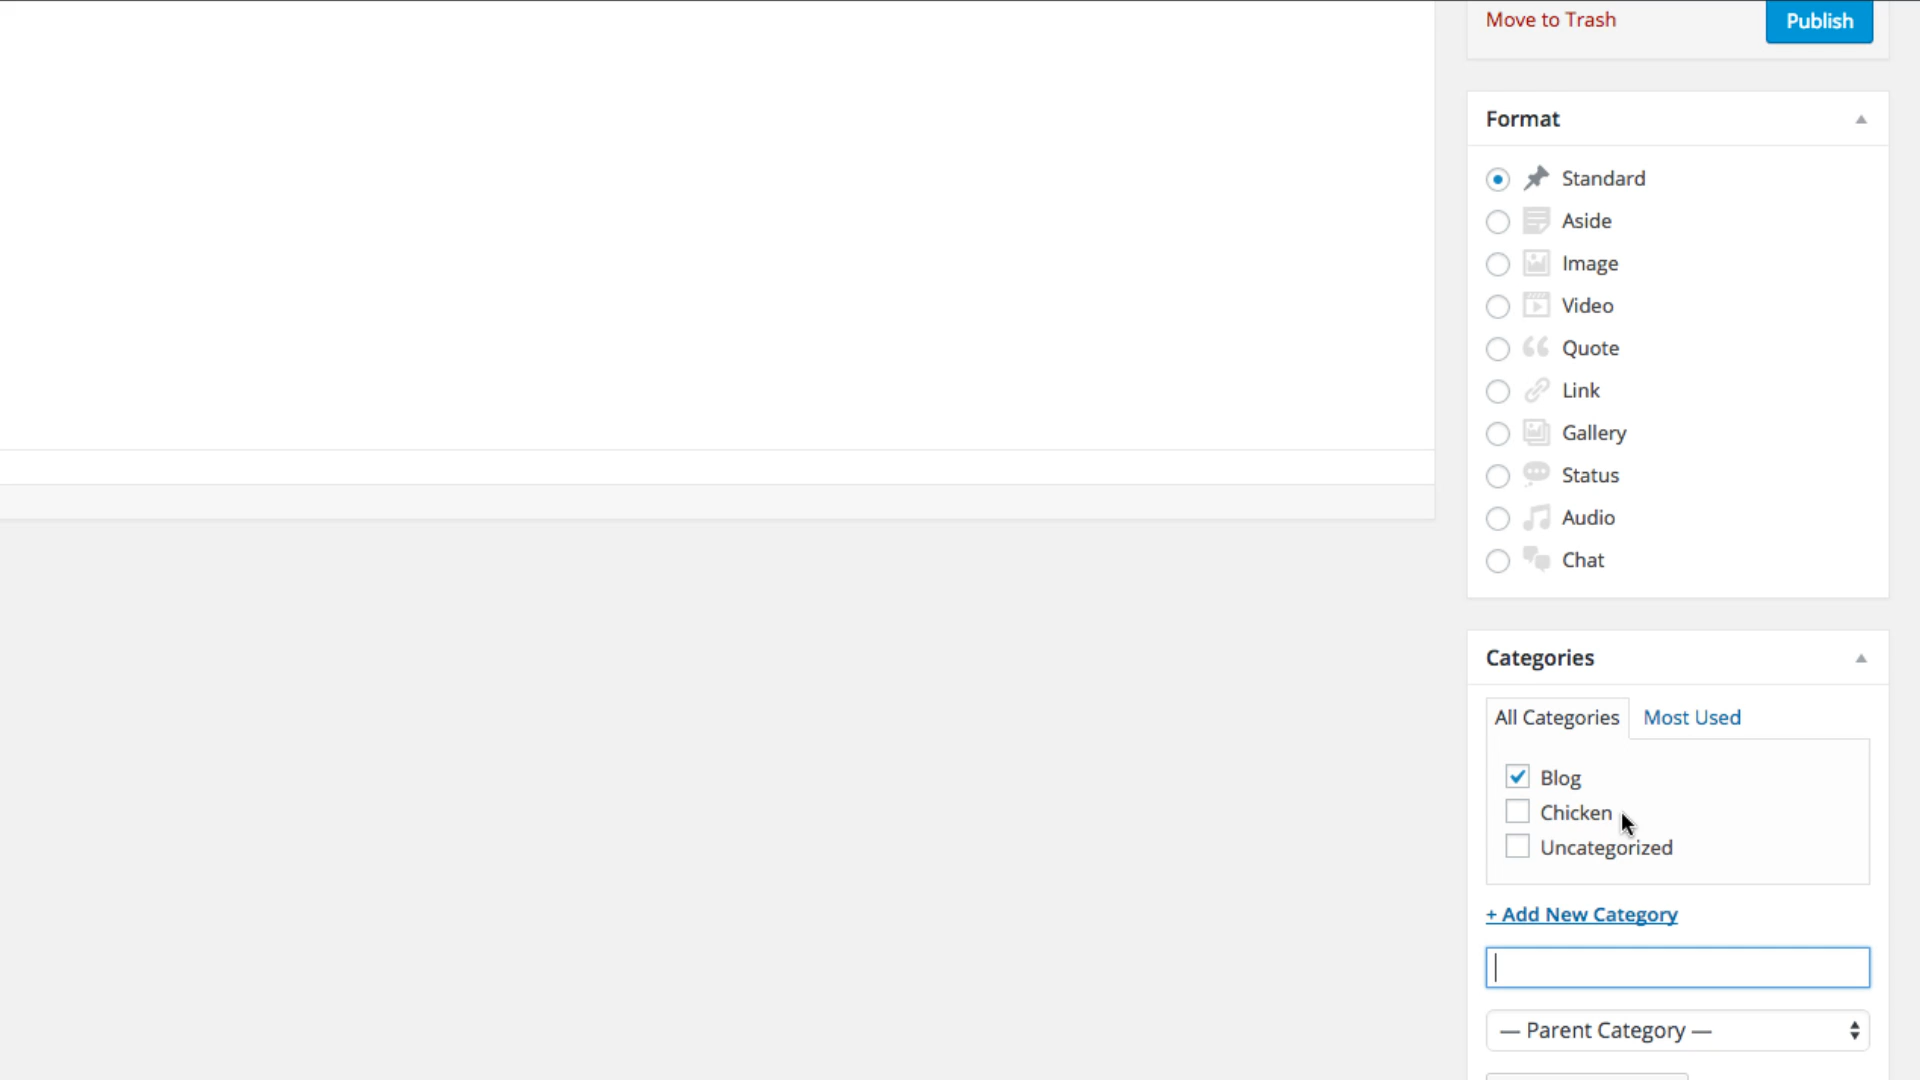 Move to Trash
Publish
Format
Standard
Aside
Image
Video
Quote
Link
Gallery
Status
Audio
Chat
Categories
All Categories
Most Used
Blog
Chicken
Uncategorized
+ Add New Category
— Parent Category —